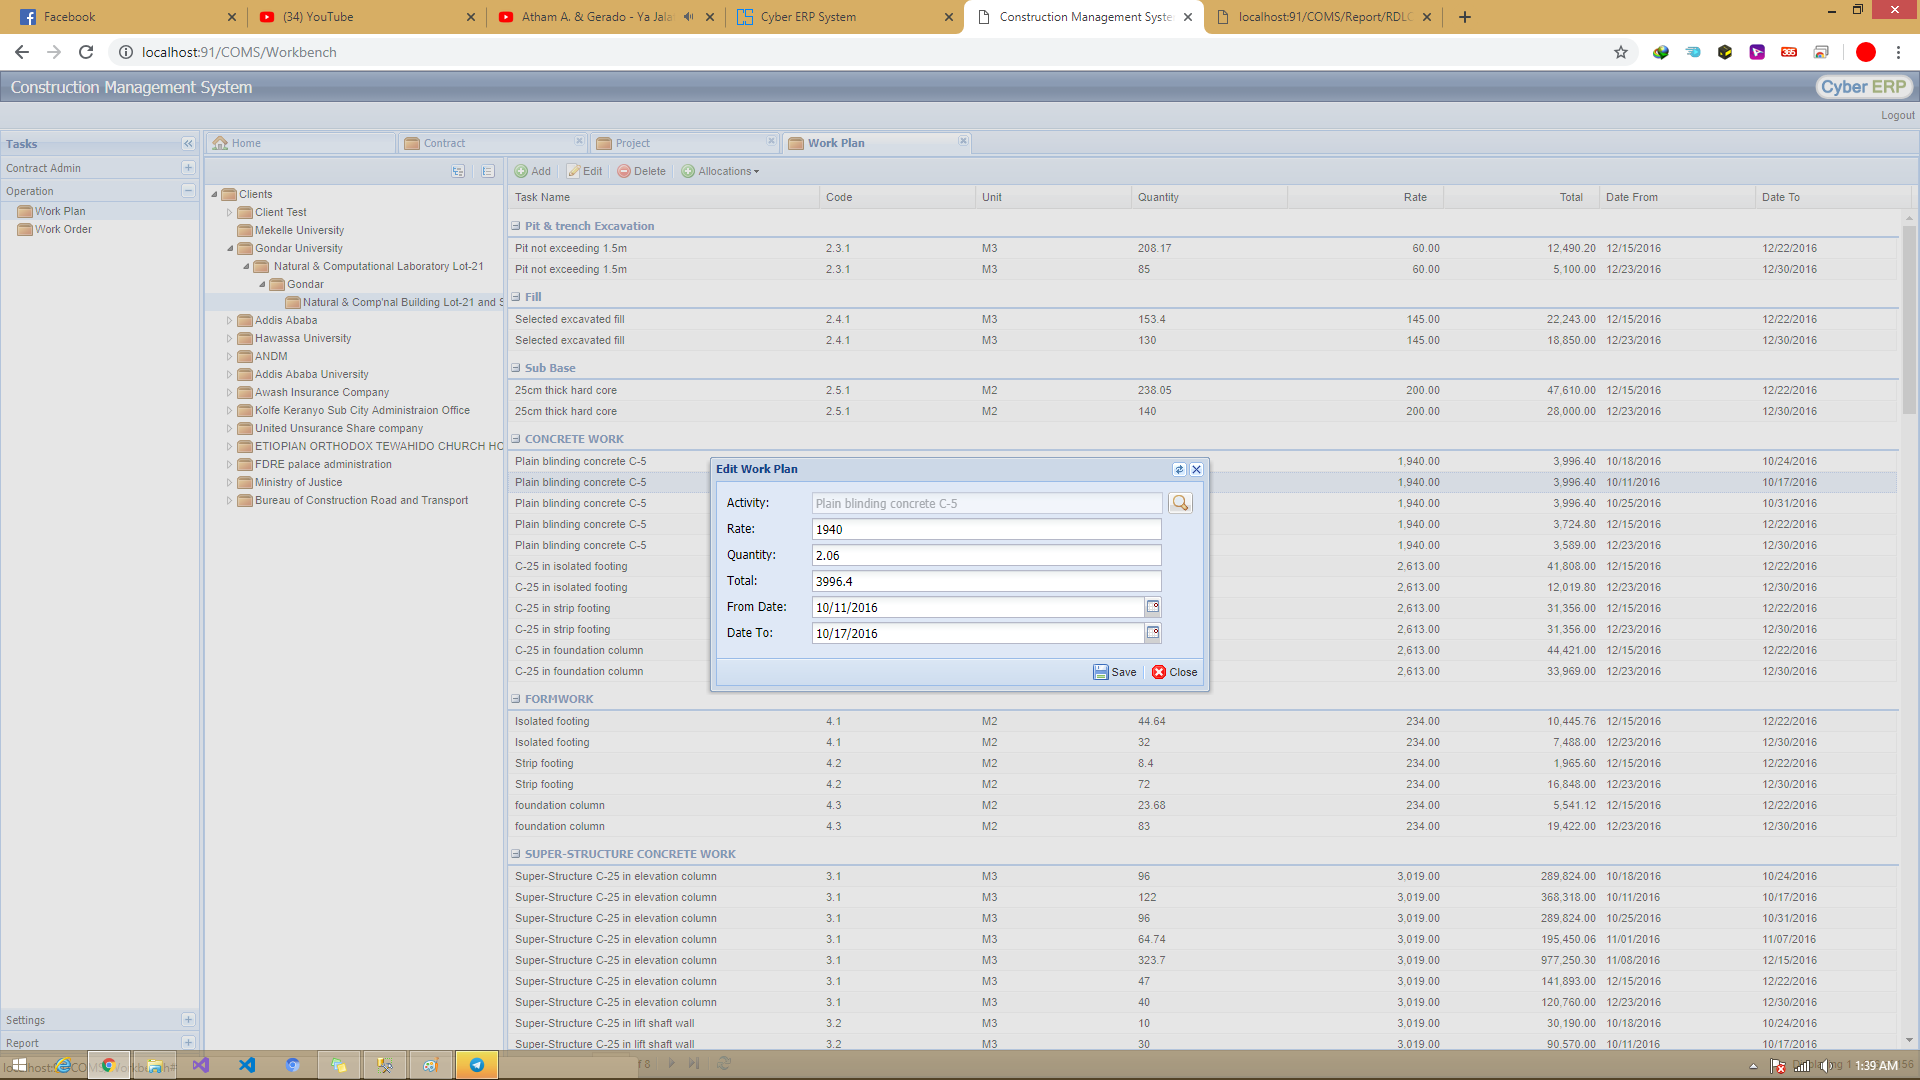 Facebook
(34) YouTube
Atham A. & Gerado - Ya Jala
Cyber ERP System
Construction Management Syste
localhost:91/COMS/Report/RDLC
localhost:91/COMS/Workbench
Construction Management System
Cyber ERP
Logout
Tasks
Contract Admin
Operation
Work Plan
Work Order
Settings
Report
Home
Contract
Project
Work Plan
Clients
Client Test
Mekelle University
Gondar University
Natural & Computational Laboratory Lot-21
Gondar
Natural & Comp'nal Building Lot-21 and S
Addis Ababa
Hawassa University
ANDM
Addis Ababa University
Awash Insurance Company
Kolfe Keranyo Sub City Administraion Office
United Unsurance Share company
ETIOPIAN ORTHODOX TEWAHIDO CHURCH HO
FDRE palace administration
Ministry of Justice
Bureau of Construction Road and Transport
Add Edit Delete Allocations
Task Name Code Unit Quantity Rate Total Date From Date To
Pit & trench Excavation
Pit not exceeding 1.5m 2.3.1 M3 208.17 60.00 12,490.20 12/15/2016 12/22/2016
Pit not exceeding 1.5m 2.3.1 M3 85 60.00 5,100.00 12/23/2016 12/30/2016
Fill
Selected excavated fill 2.4.1 M3 153.4 145.00 22,243.00 12/15/2016 12/22/2016
Selected excavated fill 2.4.1 M3 130 145.00 18,850.00 12/23/2016 12/30/2016
Sub Base
25cm thick hard core 2.5.1 M2 238.05 200.00 47,610.00 12/15/2016 12/22/2016
25cm thick hard core 2.5.1 M2 140 200.00 28,000.00 12/23/2016 12/30/2016
CONCRETE WORK
Plain blinding concrete C-5 1,940.00 3,996.40 10/18/2016 10/24/2016
Plain blinding concrete C-5 1,940.00 3,996.40 10/11/2016 10/17/2016
Plain blinding concrete C-5 1,940.00 3,996.40 10/25/2016 10/31/2016
Plain blinding concrete C-5 1,940.00 3,724.80 12/15/2016 12/22/2016
Plain blinding concrete C-5 1,940.00 3,589.00 12/23/2016 12/30/2016
C-25 in isolated footing 2,613.00 41,808.00 12/15/2016 12/22/2016
C-25 in isolated footing 2,613.00 12,019.80 12/23/2016 12/30/2016
C-25 in strip footing 2,613.00 31,356.00 12/15/2016 12/22/2016
C-25 in strip footing 2,613.00 31,356.00 12/23/2016 12/30/2016
C-25 in foundation column 2,613.00 44,421.00 12/15/2016 12/22/2016
C-25 in foundation column 2,613.00 33,969.00 12/23/2016 12/30/2016
FORMWORK
Isolated footing 4.1 M2 44.64 234.00 10,445.76 12/15/2016 12/22/2016
Isolated footing 4.1 M2 32 234.00 7,488.00 12/23/2016 12/30/2016
Strip footing 4.2 M2 8.4 234.00 1,965.60 12/15/2016 12/22/2016
Strip footing 4.2 M2 72 234.00 16,848.00 12/23/2016 12/30/2016
foundation column 4.3 M2 23.68 234.00 5,541.12 12/15/2016 12/22/2016
foundation column 4.3 M2 83 234.00 19,422.00 12/23/2016 12/30/2016
SUPER-STRUCTURE CONCRETE WORK
Super-Structure C-25 in elevation column 3.1 M3 96 3,019.00 289,824.00 10/18/2016 10/24/2016
Super-Structure C-25 in elevation column 3.1 M3 122 3,019.00 368,318.00 10/11/2016 10/17/2016
Super-Structure C-25 in elevation column 3.1 M3 96 3,019.00 289,824.00 10/25/2016 10/31/2016
Super-Structure C-25 in elevation column 3.1 M3 64.74 3,019.00 195,450.06 11/01/2016 11/07/2016
Super-Structure C-25 in elevation column 3.1 M3 323.7 3,019.00 977,250.30 11/08/2016 12/15/2016
Super-Structure C-25 in elevation column 3.1 M3 47 3,019.00 141,893.00 12/15/2016 12/22/2016
Super-Structure C-25 in elevation column 3.1 M3 40 3,019.00 120,760.00 12/23/2016 12/30/2016
Super-Structure C-25 in lift shaft wall 3.2 M3 10 3,019.00 30,190.00 10/18/2016 10/24/2016
Super-Structure C-25 in lift shaft wall 3.2 M3 30 3,019.00 90,570.00 10/11/2016 10/17/2016
Edit Work Plan
Activity: Plain blinding concrete C-5
Rate: 1940
Quantity: 2.06
Total: 3996.4
From Date: 10/11/2016
Date To: 10/17/2016
Save Close
of 8
1:39 AM